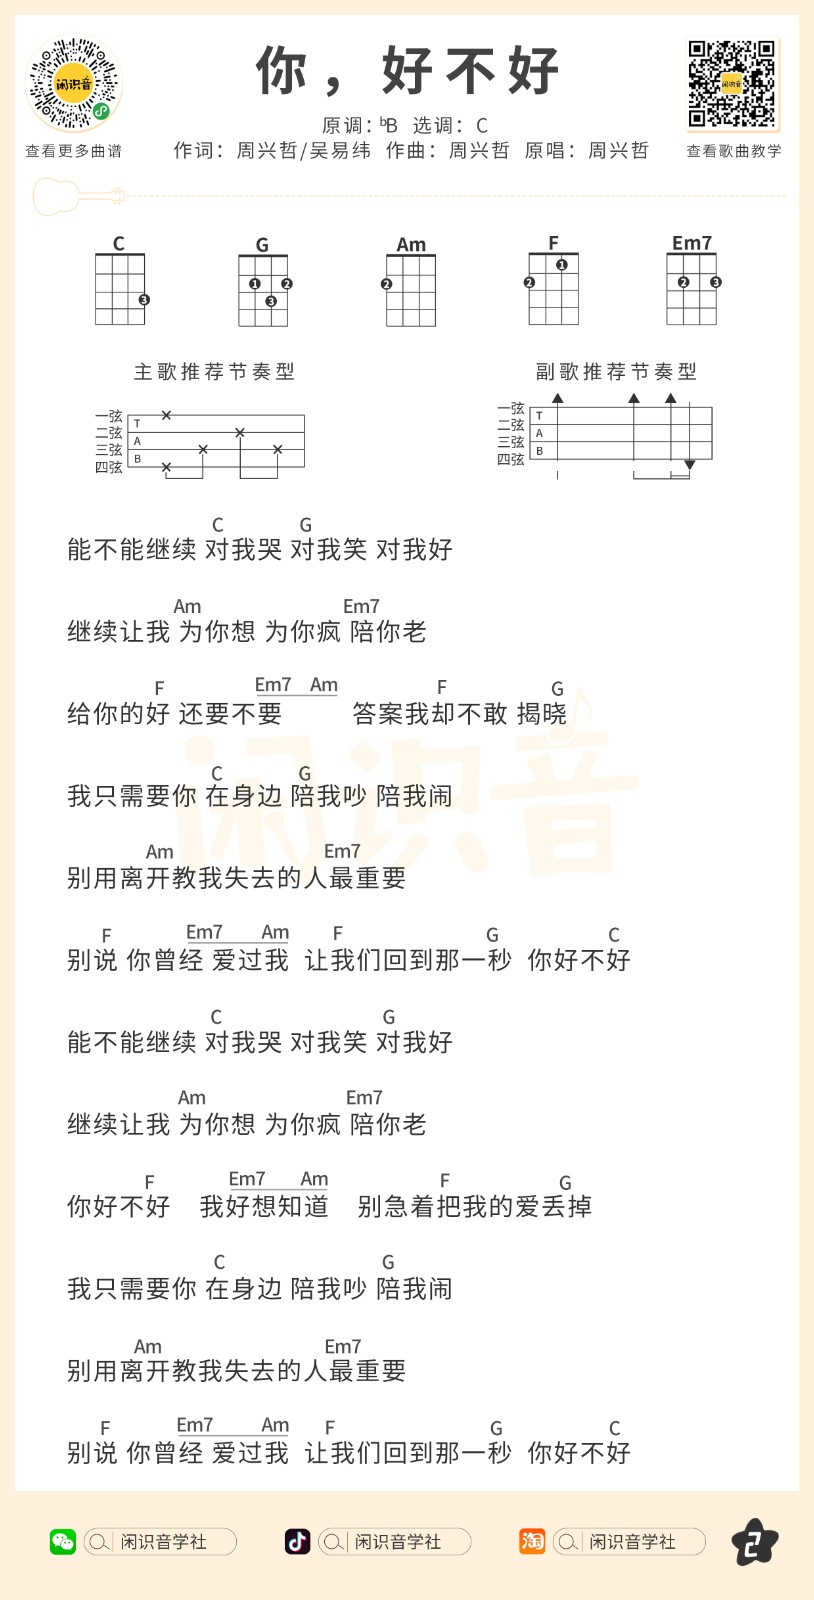 你，好不好
原调：bB 选调：C
作词：周兴哲/吴易纬 作曲：周兴哲 原唱：周兴哲
闲识音
查看更多曲谱
闲识音
查看歌曲教学
C G Am F Em7
3
1 2 3
2
1 2
2 3
主歌推荐节奏型
一弦
二弦
三弦
四弦
T
A
B
副歌推荐节奏型
一弦
二弦
三弦
四弦
T
A
B
C G
能不能继续 对我哭 对我笑 对我好
Am Em7
继续让我 为你想 为你疯 陪你老
F Em7 Am F G
给你的好 还要不要 答案我却不敢 揭晓
闲识音
C G
我只需要你 在身边 陪我吵 陪我闹
Am Em7
别用离开教我失去的人最重要
F Em7 Am F G C
别说 你曾经 爱过我 让我们回到那一秒 你好不好
C G
能不能继续 对我哭 对我笑 对我好
Am Em7
继续让我 为你想 为你疯 陪你老
F Em7 Am F G
你好不好 我好想知道 别急着把我的爱丢掉
C G
我只需要你 在身边 陪我吵 陪我闹
Am Em7
别用离开教我失去的人最重要
F Em7 Am F G C
别说 你曾经 爱过我 让我们回到那一秒 你好不好
闲识音学社
闲识音学社
淘 闲识音学社
2